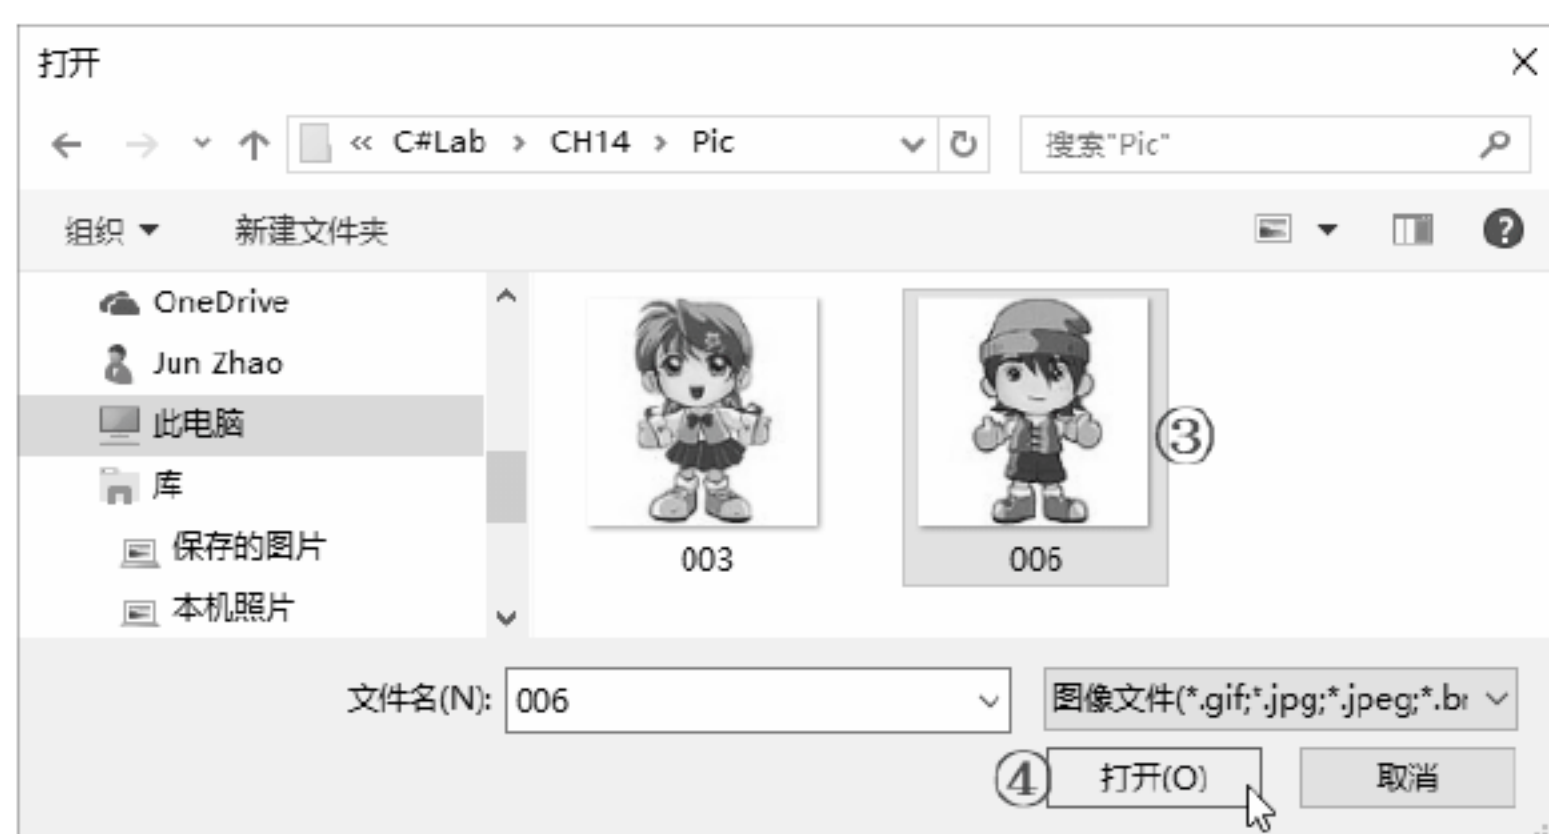 打开
« C#Lab > CH14 > Pic 搜索"Pic"
组织 新建文件夹
OneDrive
Jun Zhao
此电脑
库
保存的图片
本机照片
③
003 006
文件名(N): 006 图像文件(*.gif;*.jpg;*.jpeg;*.b
④ 打开(O) 取消